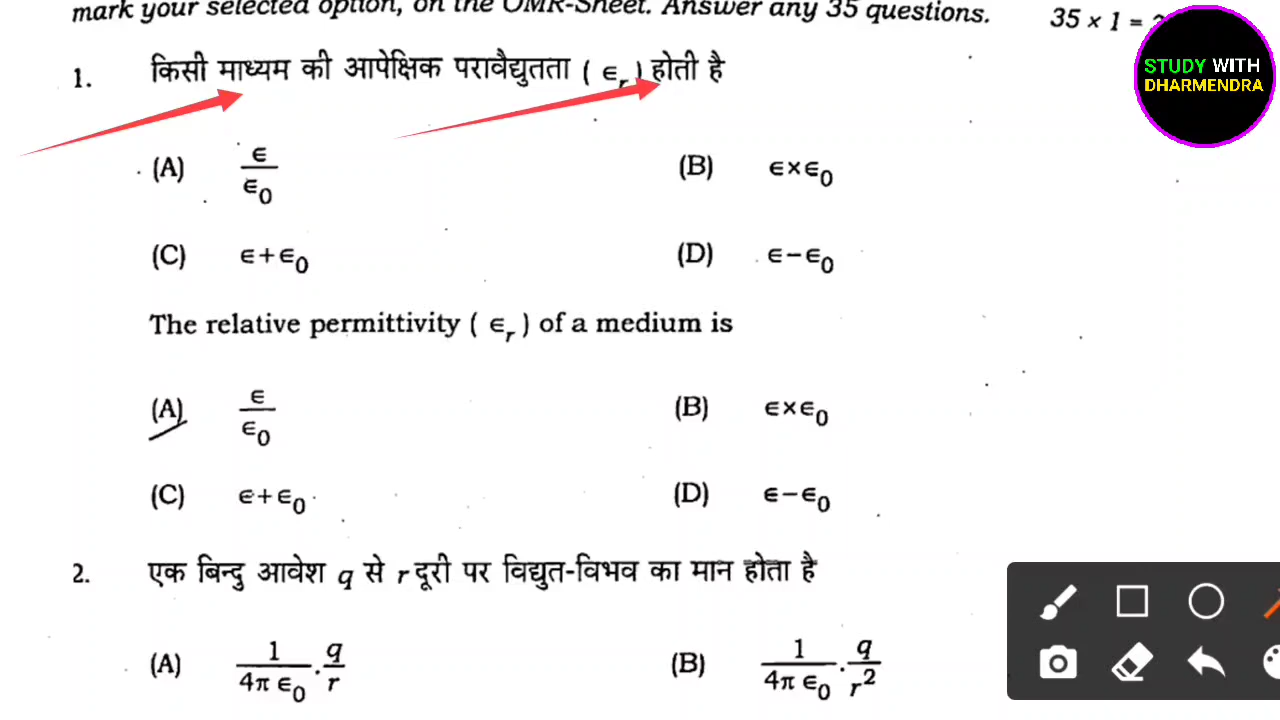 mark your selected option, on the OMR-Sheet. Answer any 35 questions. 35 × 1 =
STUDY WITH
DHARMENDRA
1. किसी माध्यम की आपेक्षिक परावैद्युतता ( ∈r ) होती है
(A) ∈/∈0 (B) ∈×∈0
(C) ∈+∈0 (D) ∈−∈0
The relative permittivity ( ∈r ) of a medium is
(A) ∈/∈0 (B) ∈×∈0
(C) ∈+∈0 (D) ∈−∈0
2. एक बिन्दु आवेश q से r दूरी पर विद्युत-विभव का मान होता है
(A) 1/4π ∈0 . q/r (B) 1/4π ∈0 . q/r²